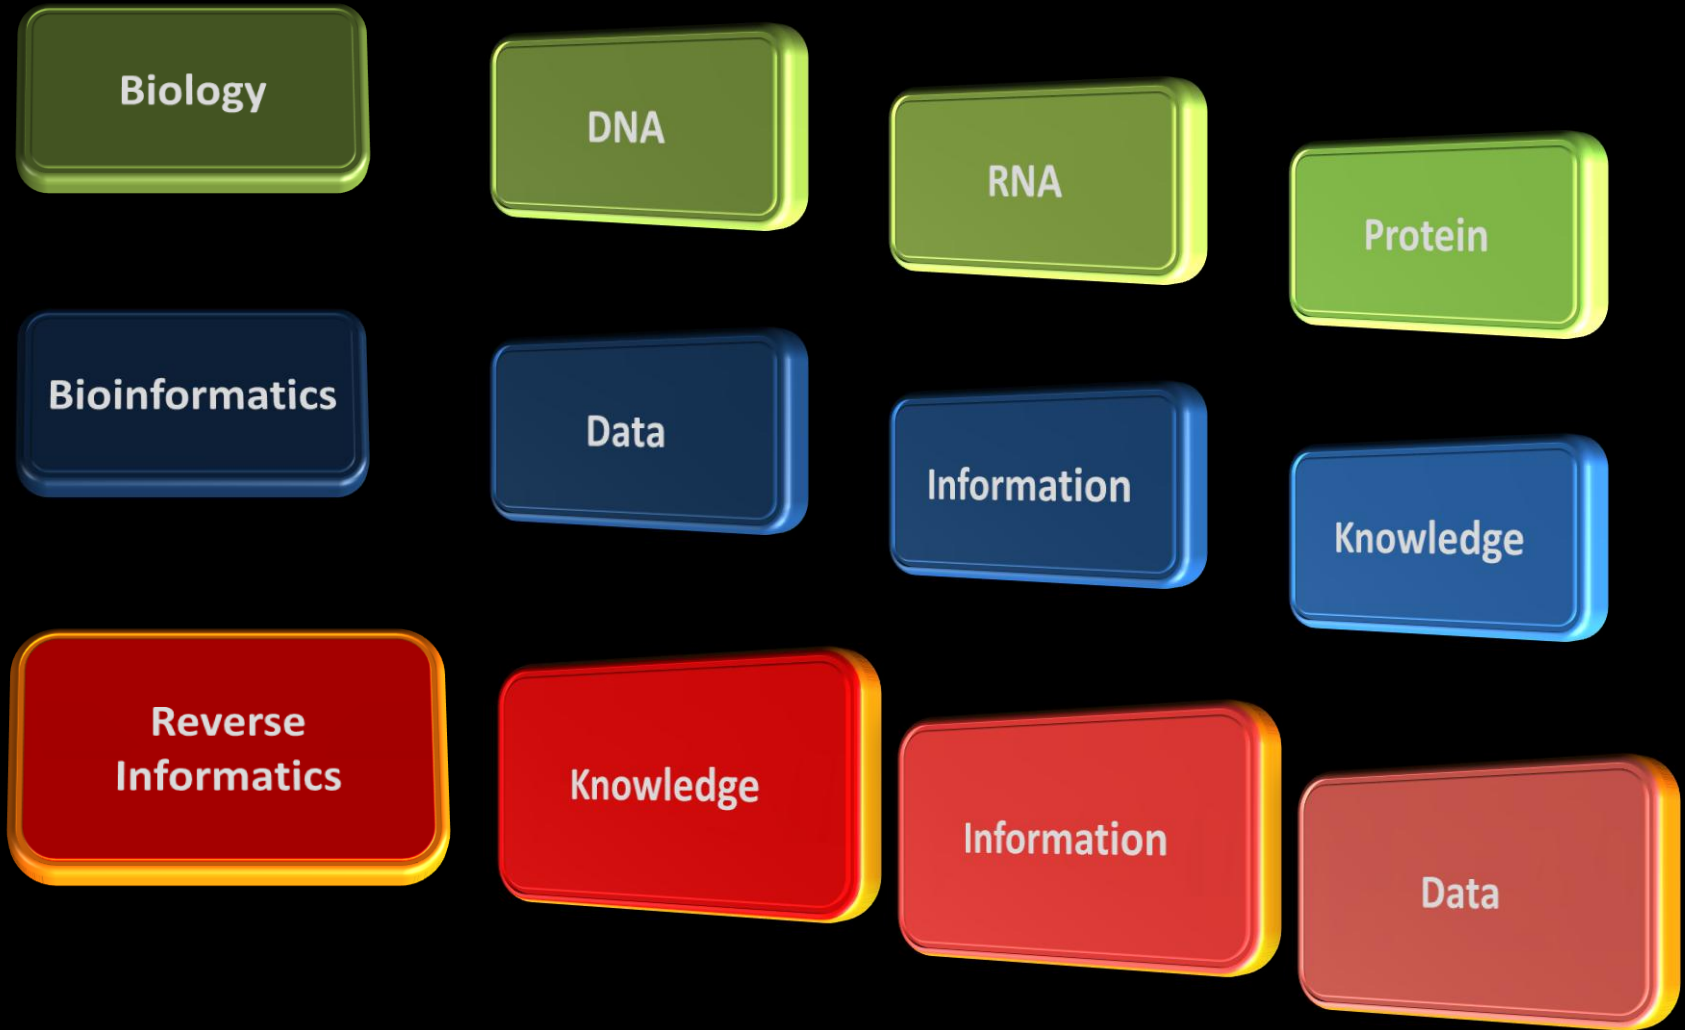 Biology
DNA
RNA
Protein
Bioinformatics
Data
Information
Knowledge
Reverse
Informatics
Knowledge
Information
Data